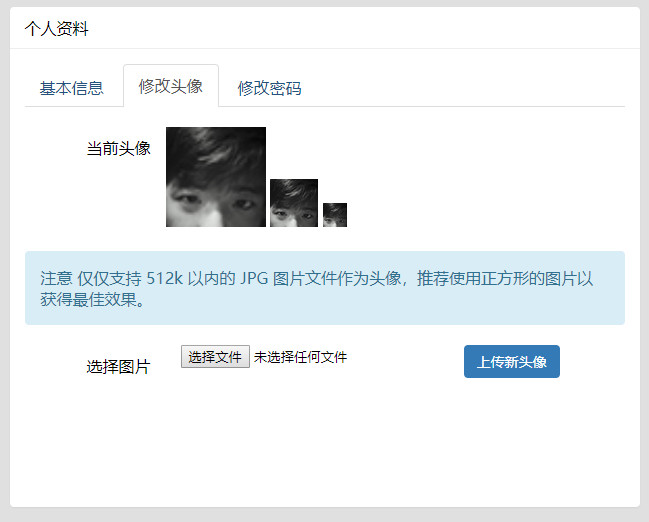 个人资料
基本信息 修改头像 修改密码
当前头像
注意 仅仅支持 512k 以内的 JPG 图片文件作为头像，推荐使用正方形的图片以
获得最佳效果。
选择图片 选择文件 未选择任何文件 上传新头像